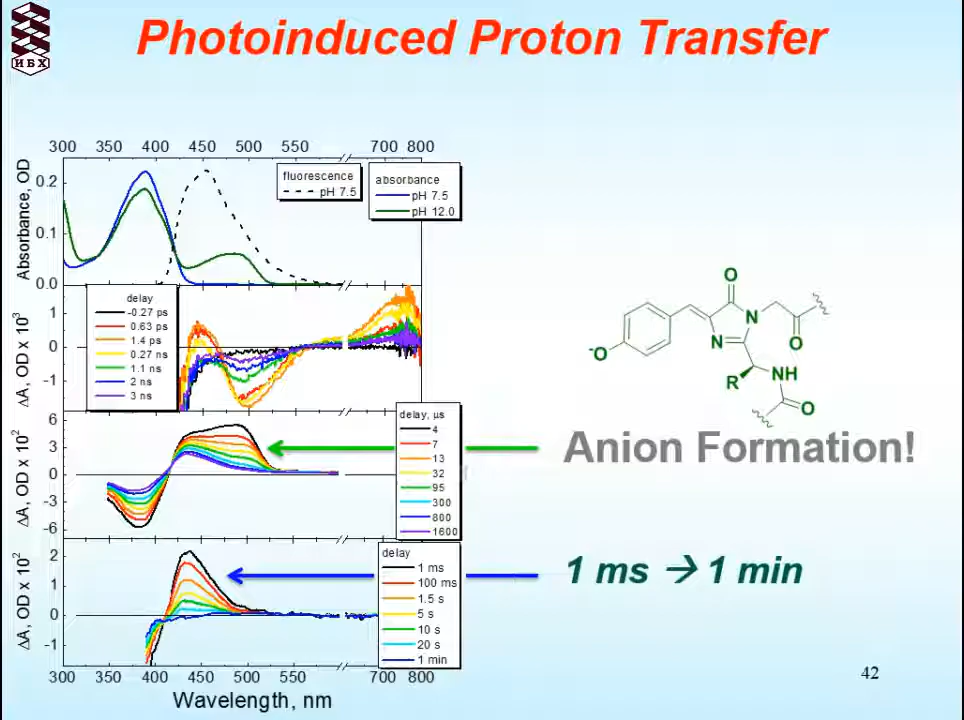 Photoinduced Proton Transfer
ИБХ
300 350 400 450 500 550 700 800
Absorbance, OD
0.2
0.1
0.0
fluorescence
pH 7.5
absorbance
pH 7.5
pH 12.0
ΔA, OD x 10³
1
0
-1
delay
-0.27 ps
0.63 ps
1.4 ps
0.27 ns
1.1 ns
2 ns
3 ns
ΔA, OD x 10²
6
3
0
-3
-6
delay, µs
4
7
13
32
95
300
800
1600
ΔA, OD x 10²
2
1
0
-1
delay
1 ms
100 ms
1.5 s
5 s
10 s
20 s
1 min
300 350 400 450 500 550 700 800
Wavelength, nm
O
N
N
⁻O
O
R
NH
O
Anion Formation!
1 ms → 1 min
42